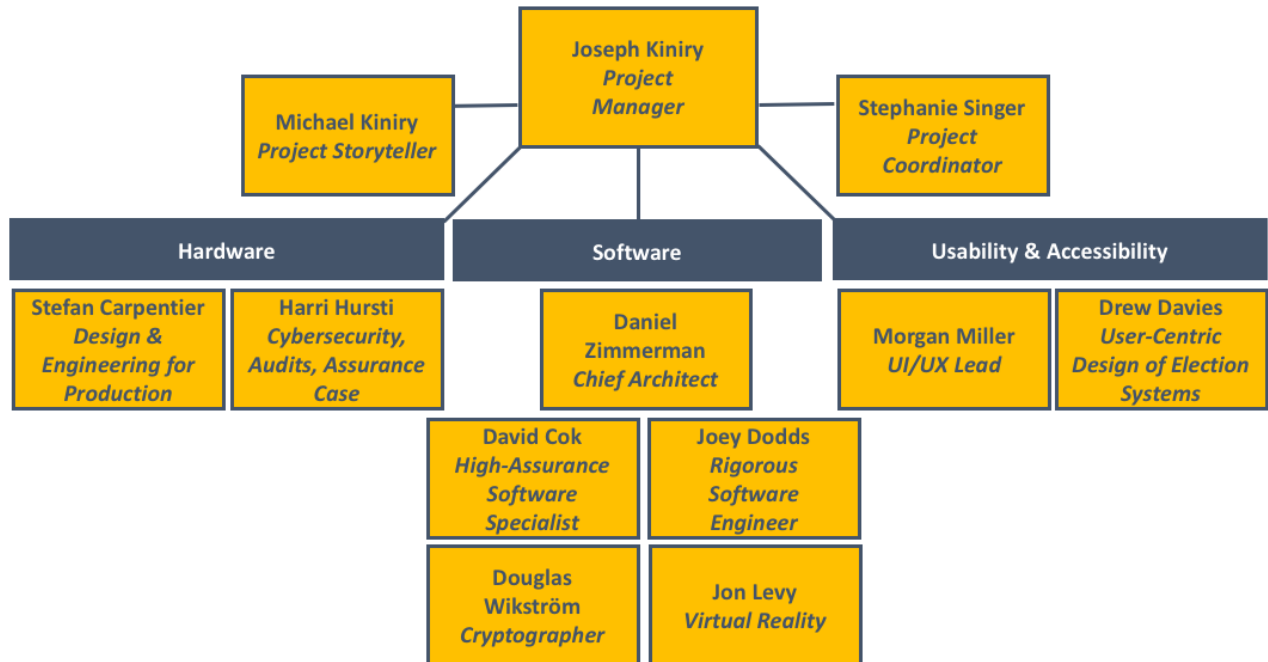 Joseph Kiniry
Project
Manager
Michael Kiniry
Project Storyteller
Stephanie Singer
Project
Coordinator
Hardware
Software
Usability & Accessibility
Stefan Carpentier
Design &
Engineering for
Production
Harri Hursti
Cybersecurity,
Audits, Assurance
Case
Daniel
Zimmerman
Chief Architect
Morgan Miller
UI/UX Lead
Drew Davies
User-Centric
Design of Election
Systems
David Cok
High-Assurance
Software
Specialist
Joey Dodds
Rigorous
Software
Engineer
Douglas
Wikström
Cryptographer
Jon Levy
Virtual Reality